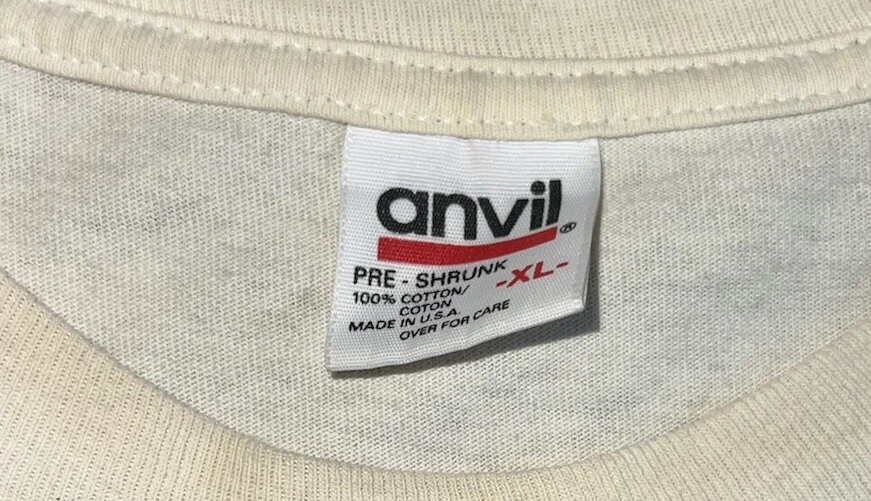 anvil®
PRE - SHRUNK -XL-
100% COTTON/
COTON
MADE IN U.S.A.
OVER FOR CARE